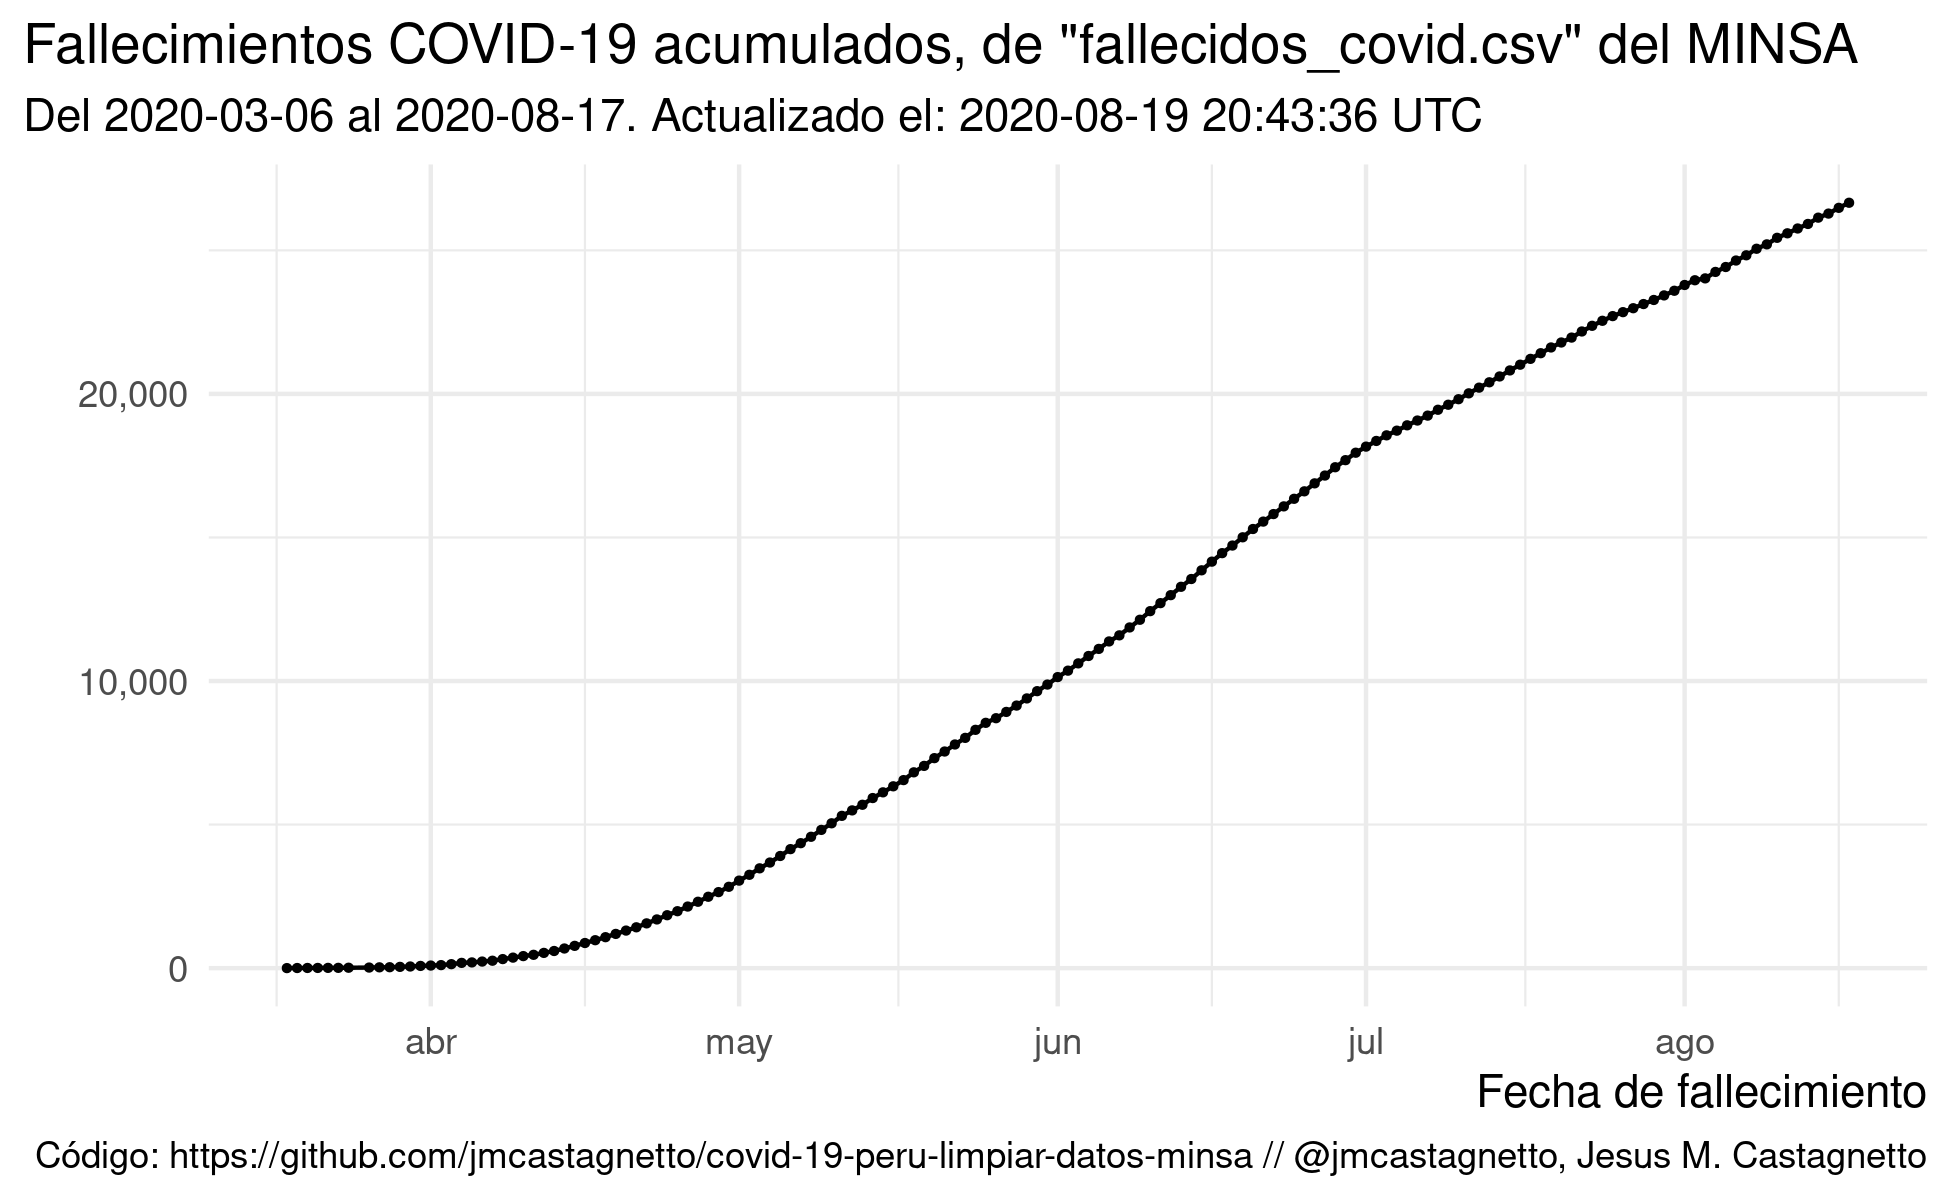 Fallecimientos COVID-19 acumulados, de "fallecidos_covid.csv" del MINSA
Del 2020-03-06 al 2020-08-17. Actualizado el: 2020-08-19 20:43:36 UTC
20,000
10,000
0
abr may jun jul ago
Fecha de fallecimiento
Código: https://github.com/jmcastagnetto/covid-19-peru-limpiar-datos-minsa // @jmcastagnetto, Jesus M. Castagnetto